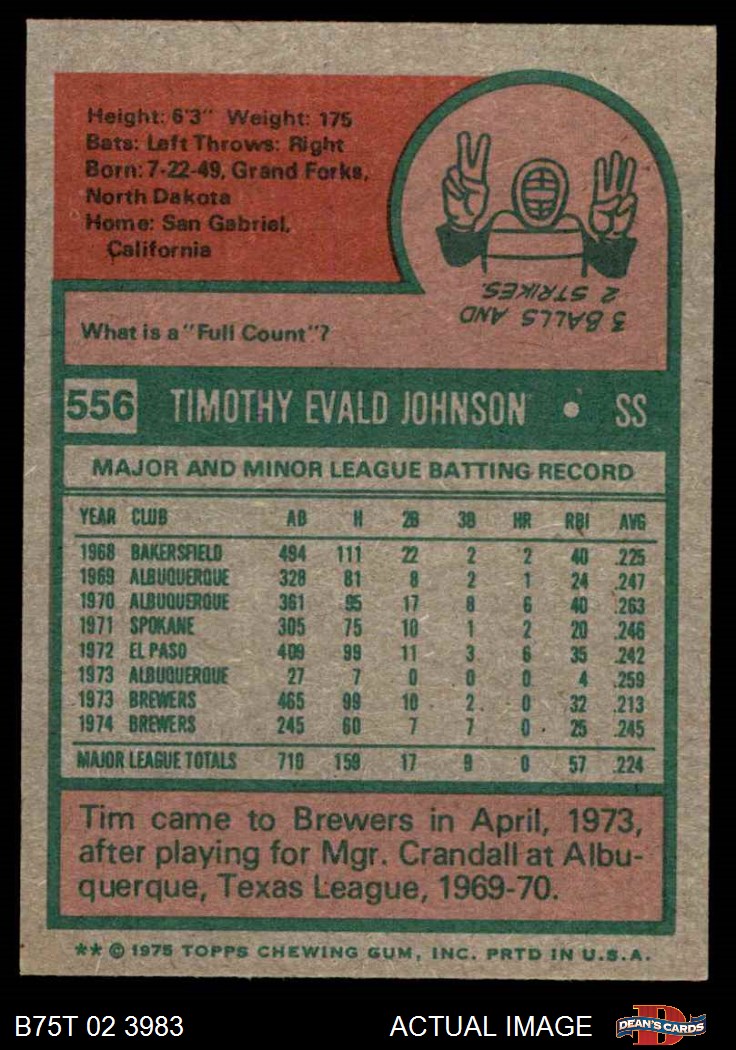 Height: 6'3" Weight: 175
Bats: Left Throws: Right
Born: 7-22-49, Grand Forks,
North Dakota
Home: San Gabriel,
California
3 BALLS AND
2 STRIKES.
What is a "Full Count"?
556 TIMOTHY EVALD JOHNSON • SS
MAJOR AND MINOR LEAGUE BATTING RECORD
YEAR CLUB AB H 2B 3B HR RBI AVG
1968 BAKERSFIELD 494 111 22 2 2 40 .225
1969 ALBUQUERQUE 328 81 8 2 1 24 .247
1970 ALBUQUERQUE 361 95 17 8 6 40 .263
1971 SPOKANE 305 75 10 1 2 20 .246
1972 EL PASO 409 99 11 3 6 35 .242
1973 ALBUQUERQUE 27 7 0 0 0 4 .259
1973 BREWERS 465 99 10 2 0 32 .213
1974 BREWERS 245 60 7 7 0 25 .245
MAJOR LEAGUE TOTALS 710 159 17 9 0 57 .224
Tim came to Brewers in April, 1973,
after playing for Mgr. Crandall at Albu-
querque, Texas League, 1969-70.
** © 1975 TOPPS CHEWING GUM, INC. PRTD IN U.S.A.
B75T 02 3983 ACTUAL IMAGE DEAN'S CARDS